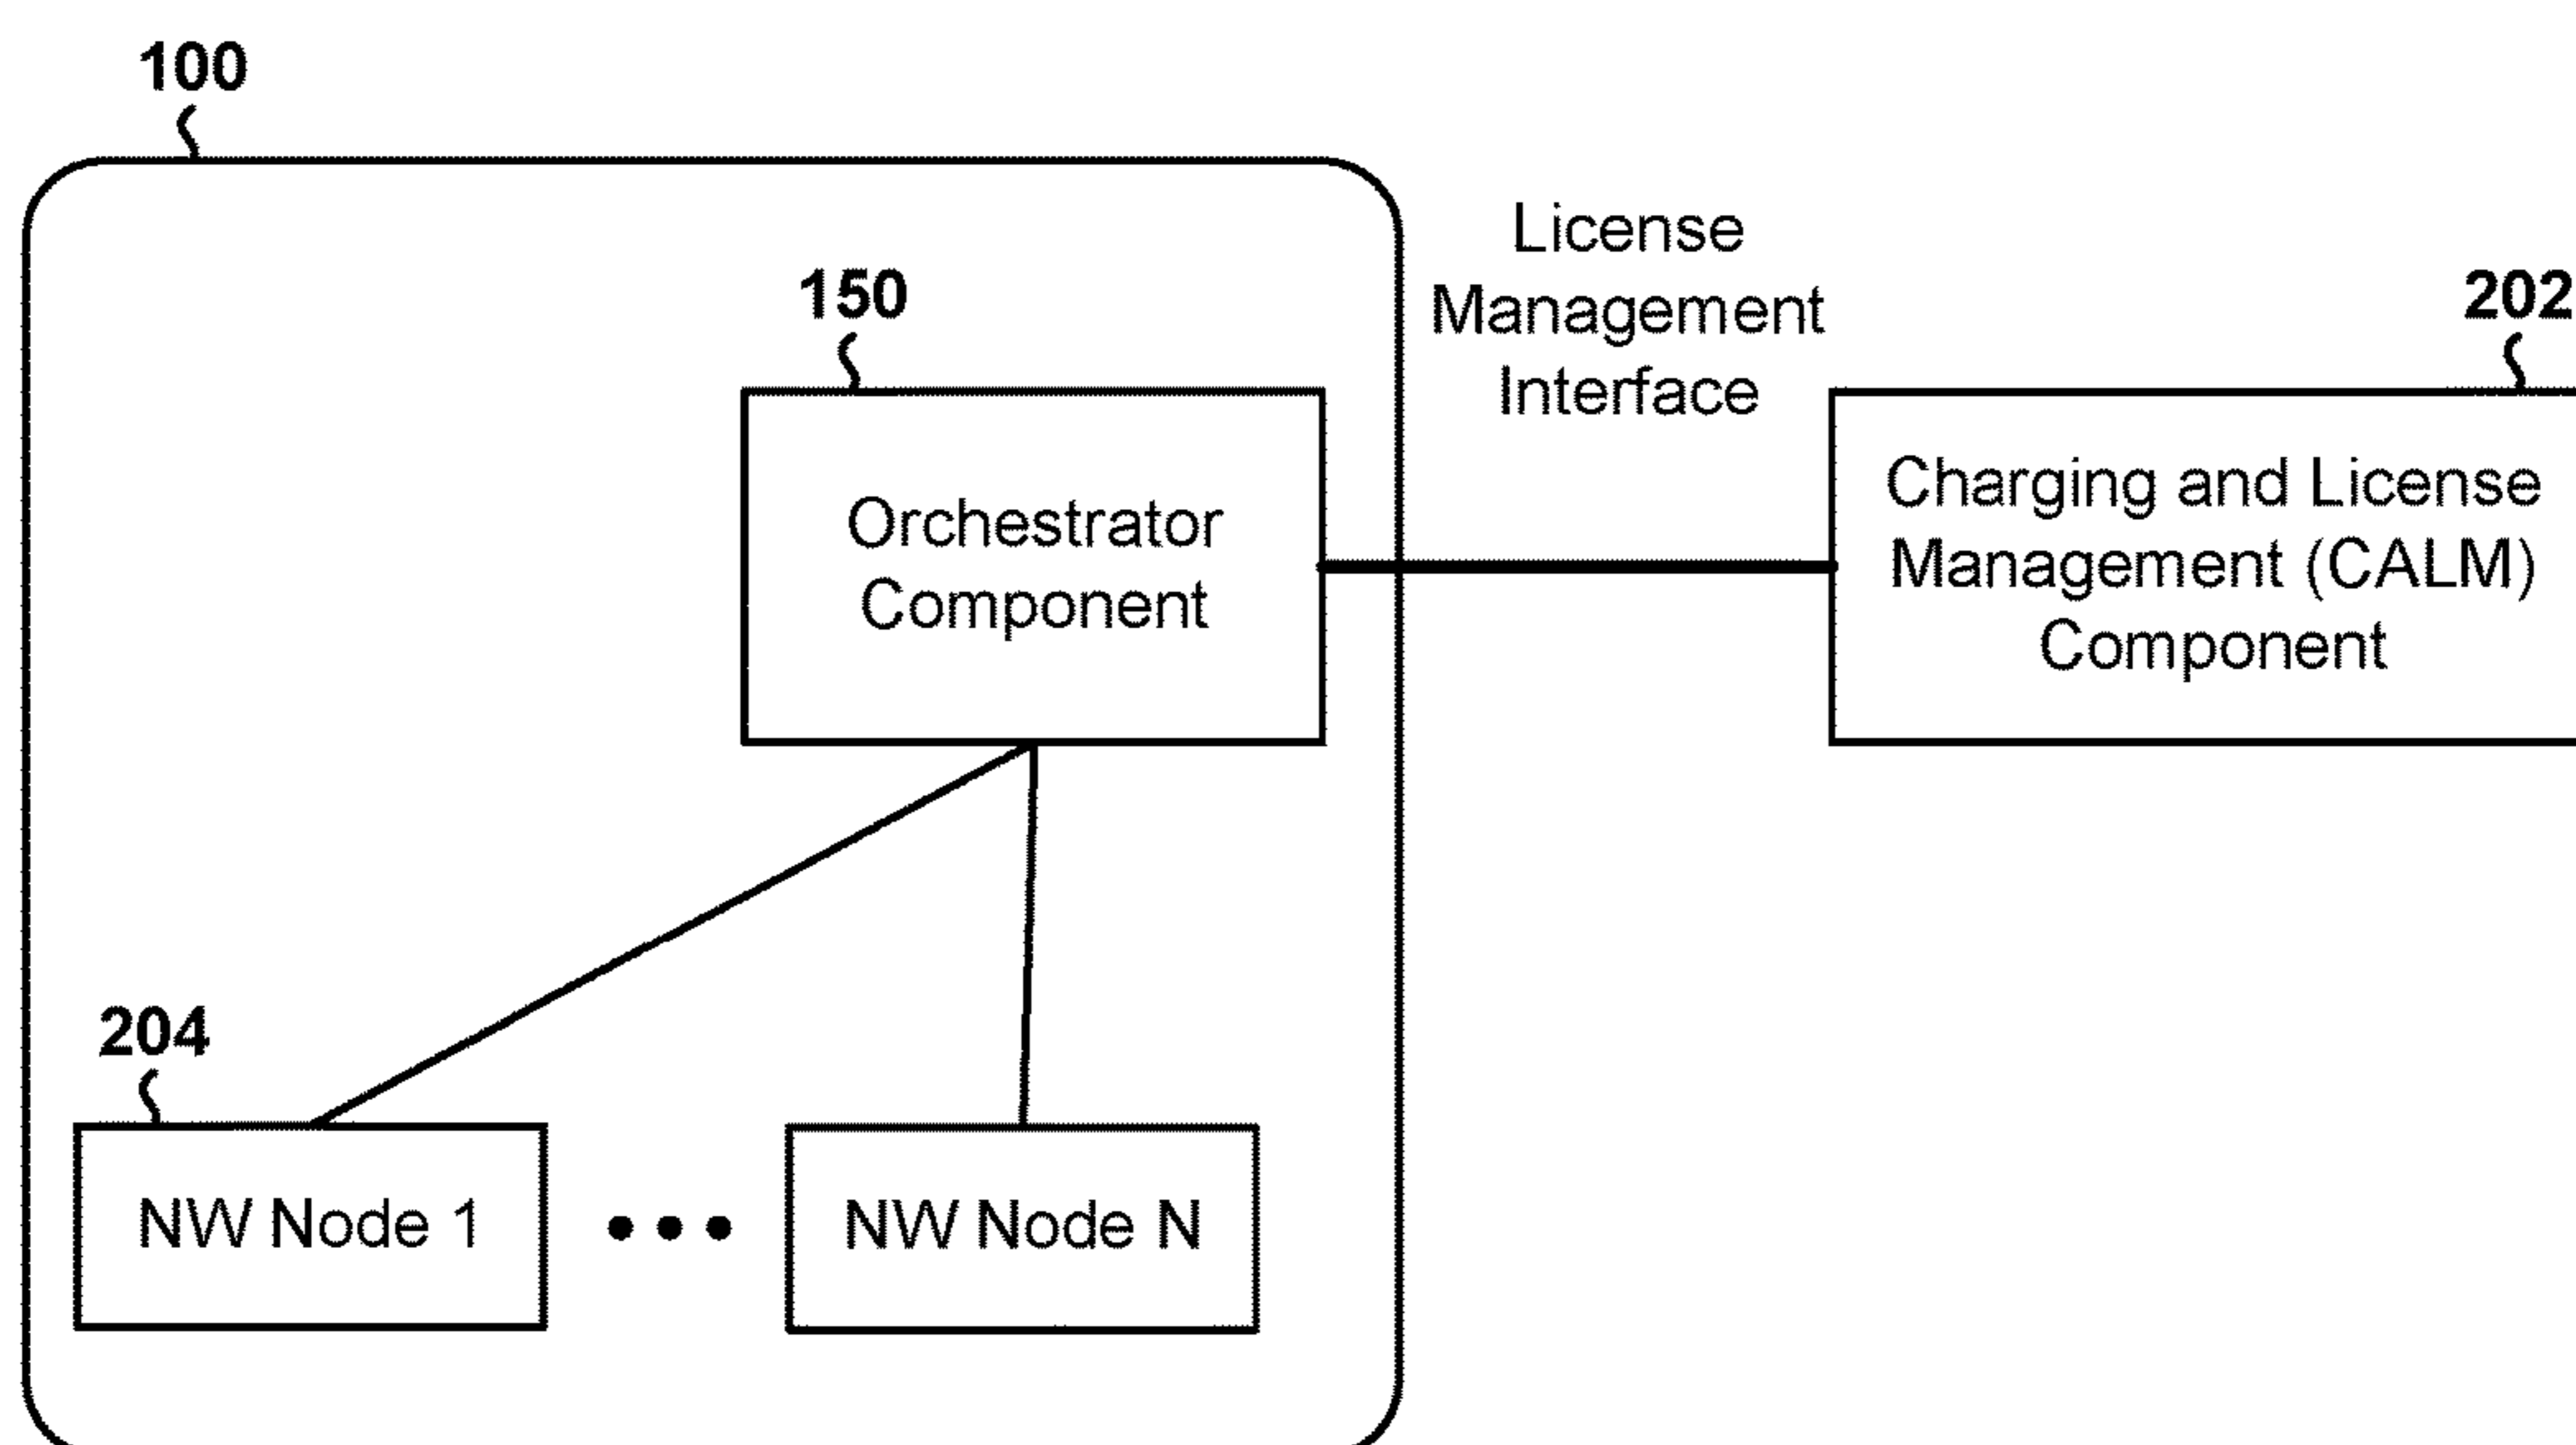 100
License
Management
Interface
150
202
Orchestrator
Component
Charging and License
Management (CALM)
Component
204
NW Node 1
NW Node N